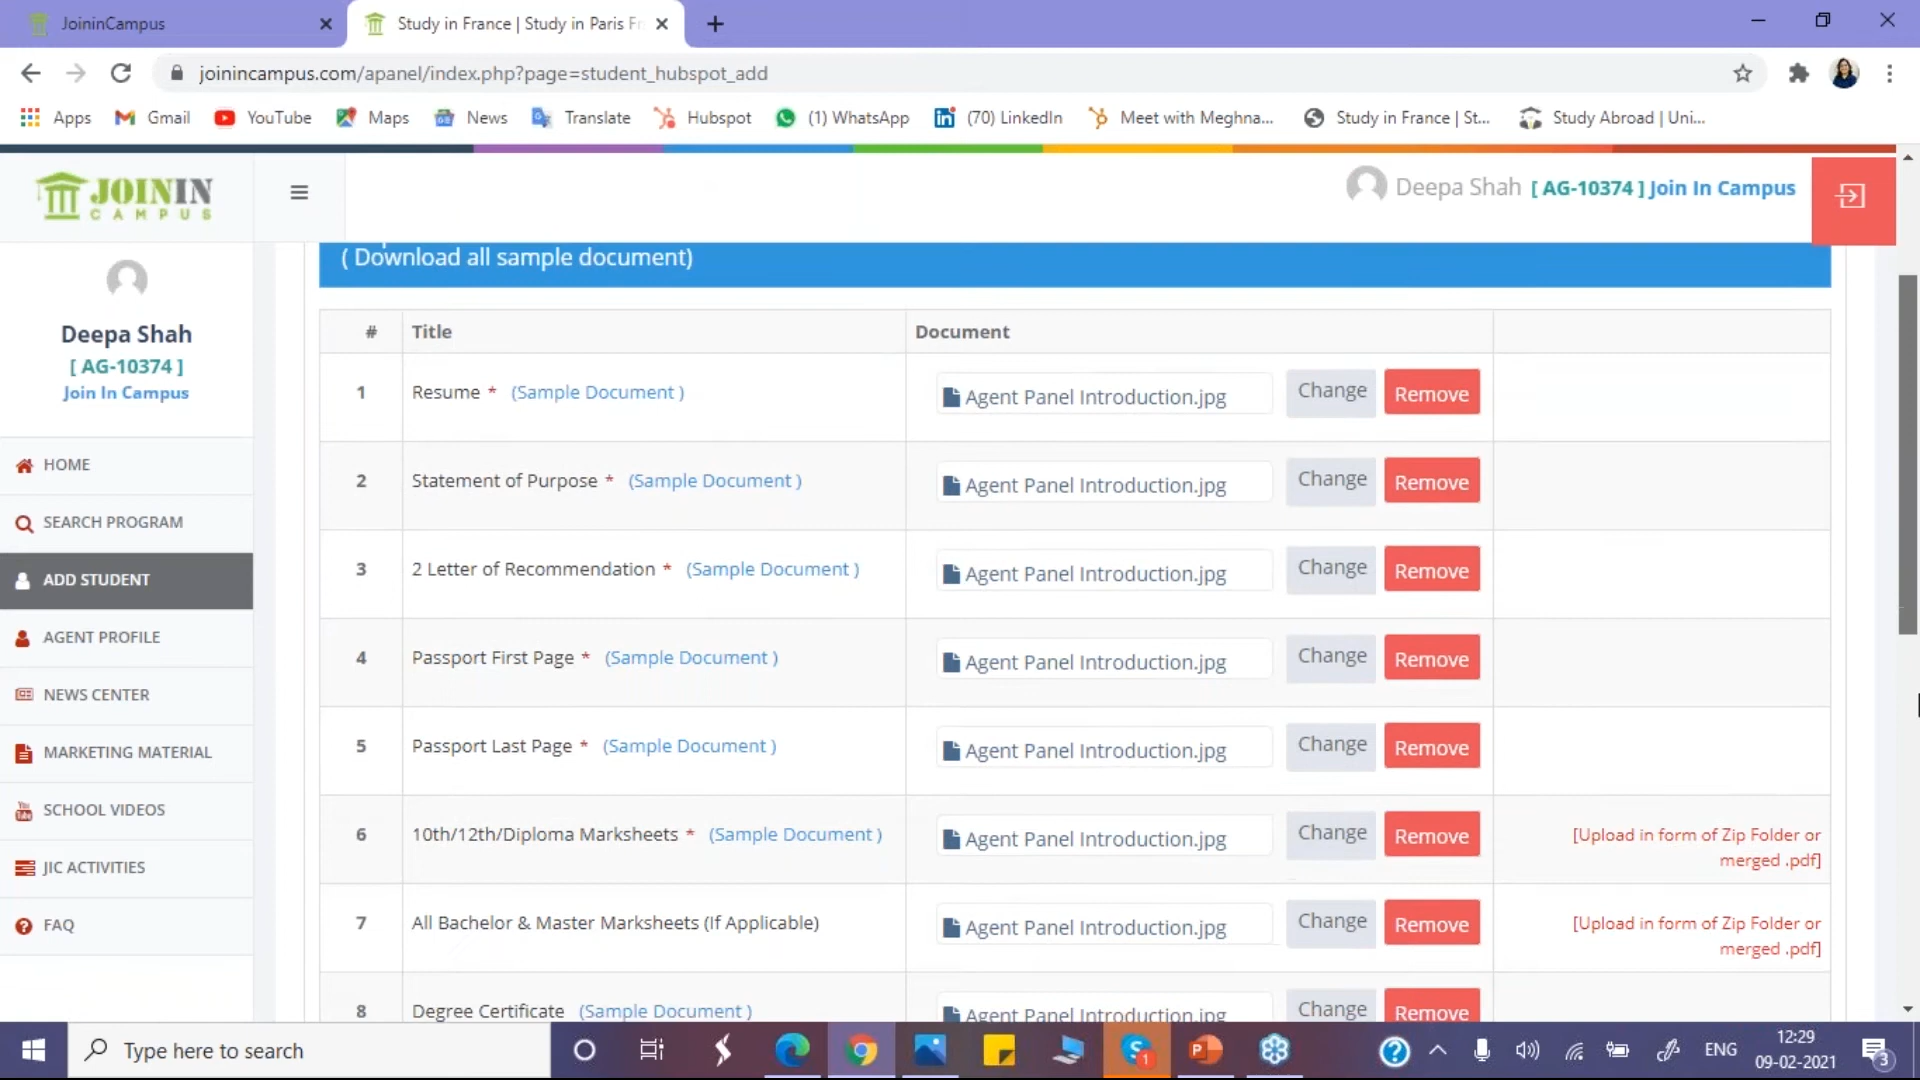 JoininCampus
Study in France | Study in Paris Fr
joinincampus.com/apanel/index.php?page=student_hubspot_add
Apps
Gmail
YouTube
Maps
News
Translate
Hubspot
(1) WhatsApp
(70) LinkedIn
Meet with Meghna...
Study in France | St...
Study Abroad | Uni...
JOININ
CAMPUS
Deepa Shah [ AG-10374 ] Join In Campus
Deepa Shah
[ AG-10374 ]
Join In Campus
HOME
SEARCH PROGRAM
ADD STUDENT
AGENT PROFILE
NEWS CENTER
MARKETING MATERIAL
SCHOOL VIDEOS
JIC ACTIVITIES
FAQ
( Download all sample document)
# Title Document
1 Resume * (Sample Document ) Agent Panel Introduction.jpg Change Remove
2 Statement of Purpose * (Sample Document ) Agent Panel Introduction.jpg Change Remove
3 2 Letter of Recommendation * (Sample Document ) Agent Panel Introduction.jpg Change Remove
4 Passport First Page * (Sample Document ) Agent Panel Introduction.jpg Change Remove
5 Passport Last Page * (Sample Document ) Agent Panel Introduction.jpg Change Remove
6 10th/12th/Diploma Marksheets * (Sample Document ) Agent Panel Introduction.jpg Change Remove [Upload in form of Zip Folder or
merged .pdf]
7 All Bachelor & Master Marksheets (If Applicable) Agent Panel Introduction.jpg Change Remove [Upload in form of Zip Folder or
merged .pdf]
8 Degree Certificate (Sample Document ) Agent Panel Introduction.jpg Change Remove
Type here to search
ENG
12:29
09-02-2021
3